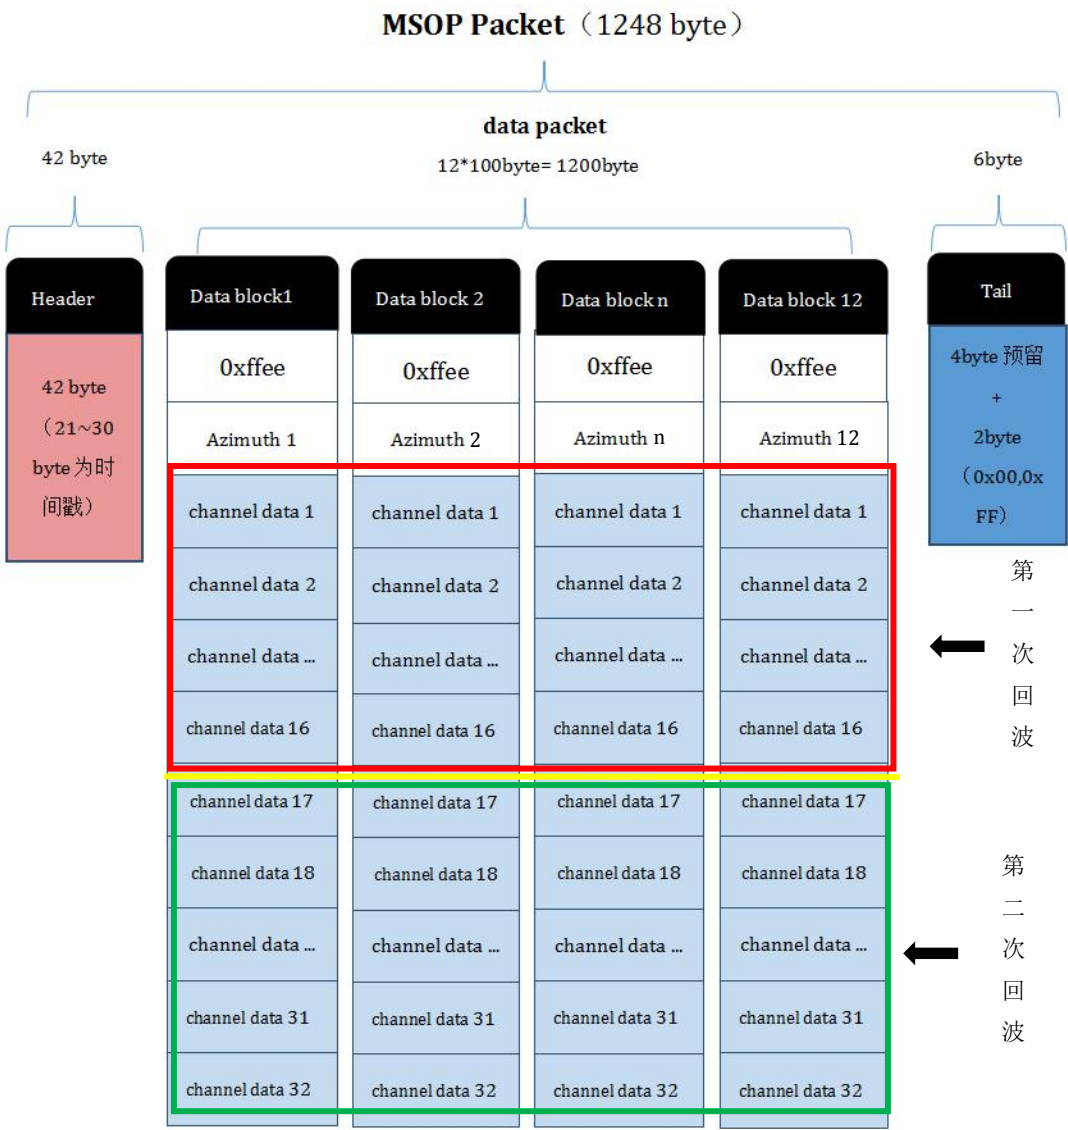 MSOP Packet（1248 byte）
data packet
42 byte
12*100byte= 1200byte
6byte
Header
Data block1
Data block 2
Data block n
Data block 12
Tail
42 byte
（21~30
byte 为时
间戳）
0xffee
0xffee
0xffee
0xffee
4byte 预留
+
2byte
（0x00,0x
FF）
Azimuth 1
Azimuth 2
Azimuth n
Azimuth 12
channel data 1
channel data 1
channel data 1
channel data 1
channel data 2
channel data 2
channel data 2
channel data 2
channel data ...
channel data ...
channel data ...
channel data ...
channel data 16
channel data 16
channel data 16
channel data 16
第
一
次
回
波
channel data 17
channel data 17
channel data 17
channel data 17
channel data 18
channel data 18
channel data 18
channel data 18
channel data ...
channel data ...
channel data ...
channel data ...
channel data 31
channel data 31
channel data 31
channel data 31
channel data 32
channel data 32
channel data 32
channel data 32
第
二
次
回
波